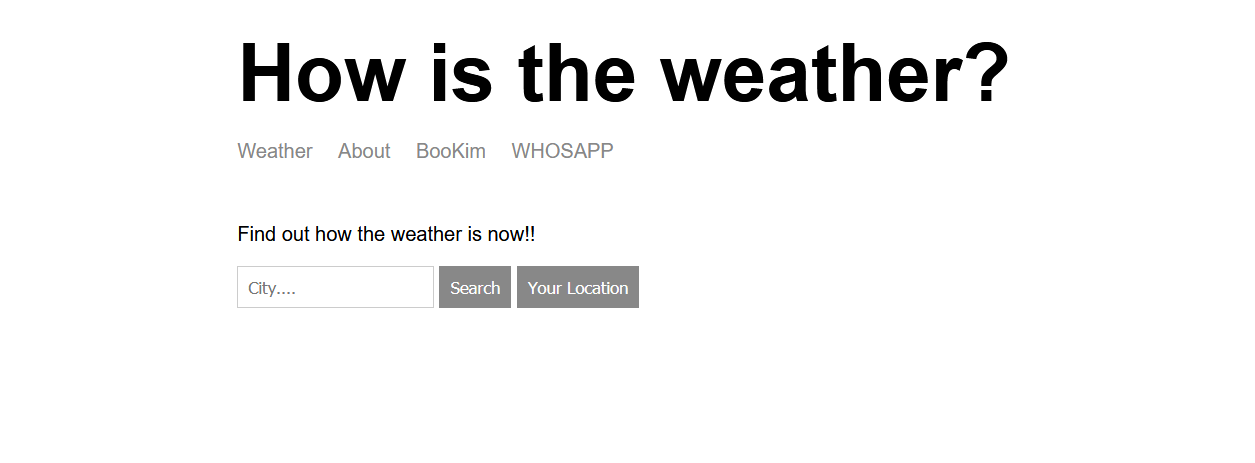 How is the weather?
Weather About BooKim WHOSAPP
Find out how the weather is now!!
City.... Search Your Location